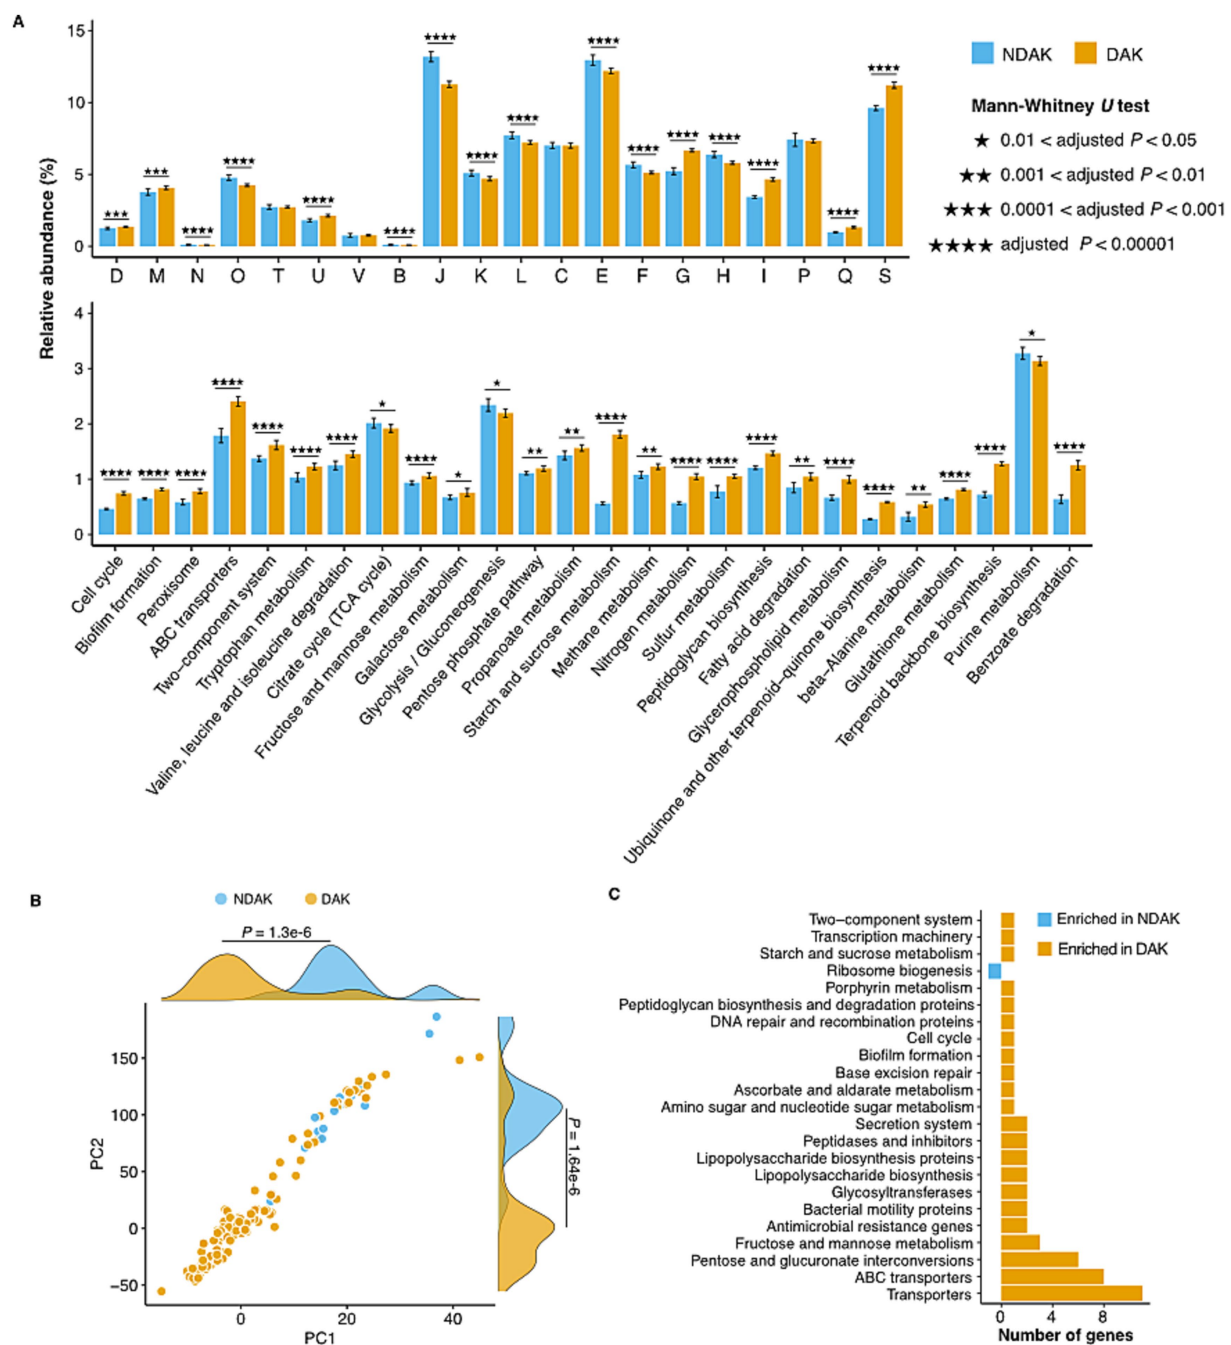 A
Relative abundance (%)
15
10
5
0
★★★
★★★
★★★★
★★★★
★★★★
★★★★
★★★★
★★★★
★★★★
★★★★
★★★★
★★★★
★★★★
★★★★
★★★★
★★★★
D M N O T U V B J K L C E F G H I P Q S
NDAK DAK
Mann-Whitney U test
★ 0.01 < adjusted P < 0.05
★★ 0.001 < adjusted P < 0.01
★★★ 0.0001 < adjusted P < 0.001
★★★★ adjusted P < 0.00001
4
3
2
1
0
★★★★
★★★★
★★★★
★★★★
★★★★
★★★★
★★★★
★
★★★★
★
★
★★
★★
★★★★
★★
★★★★
★★★★
★★★★
★★
★★★★
★★★★
★★
★★★★
★★★★
★
★★★★
Cell cycle
Biofilm formation
Peroxisome
ABC transporters
Two-component system
Tryptophan metabolism
Valine, leucine and isoleucine degradation
Citrate cycle (TCA cycle)
Fructose and mannose metabolism
Galactose metabolism
Glycolysis / Gluconeogenesis
Pentose phosphate pathway
Propanoate metabolism
Starch and sucrose metabolism
Methane metabolism
Nitrogen metabolism
Sulfur metabolism
Peptidoglycan biosynthesis
Fatty acid degradation
Glycerophospholipid metabolism
Ubiquinone and other terpenoid-quinone biosynthesis
beta-Alanine metabolism
Glutathione metabolism
Terpenoid backbone biosynthesis
Purine metabolism
Benzoate degradation
B
NDAK DAK
P = 1.3e-6
P = 1.64e-6
PC2
150
100
50
0
−50
0 20 40
PC1
C
Enriched in NDAK
Enriched in DAK
Two-component system
Transcription machinery
Starch and sucrose metabolism
Ribosome biogenesis
Porphyrin metabolism
Peptidoglycan biosynthesis and degradation proteins
DNA repair and recombination proteins
Cell cycle
Biofilm formation
Base excision repair
Ascorbate and aldarate metabolism
Amino sugar and nucleotide sugar metabolism
Secretion system
Peptidases and inhibitors
Lipopolysaccharide biosynthesis proteins
Lipopolysaccharide biosynthesis
Glycosyltransferases
Bacterial motility proteins
Antimicrobial resistance genes
Fructose and mannose metabolism
Pentose and glucuronate interconversions
ABC transporters
Transporters
0 4 8
Number of genes